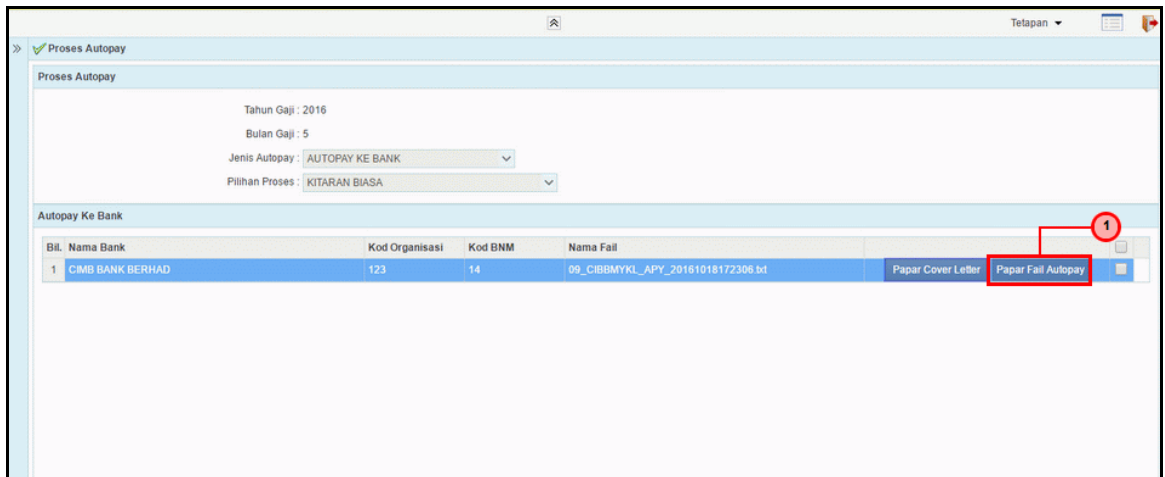 Tetapan
Proses Autopay
Proses Autopay
Tahun Gaji : 2016
Bulan Gaji : 5
Jenis Autopay : AUTOPAY KE BANK
Pilihan Proses : KITARAN BIASA
Autopay Ke Bank
1
Bil. Nama Bank Kod Organisasi Kod BNM Nama Fail
1 CIMB BANK BERHAD 123 14 09_CIBBMYKL_APY_20161018172306.txt Papar Cover Letter Papar Fail Autopay